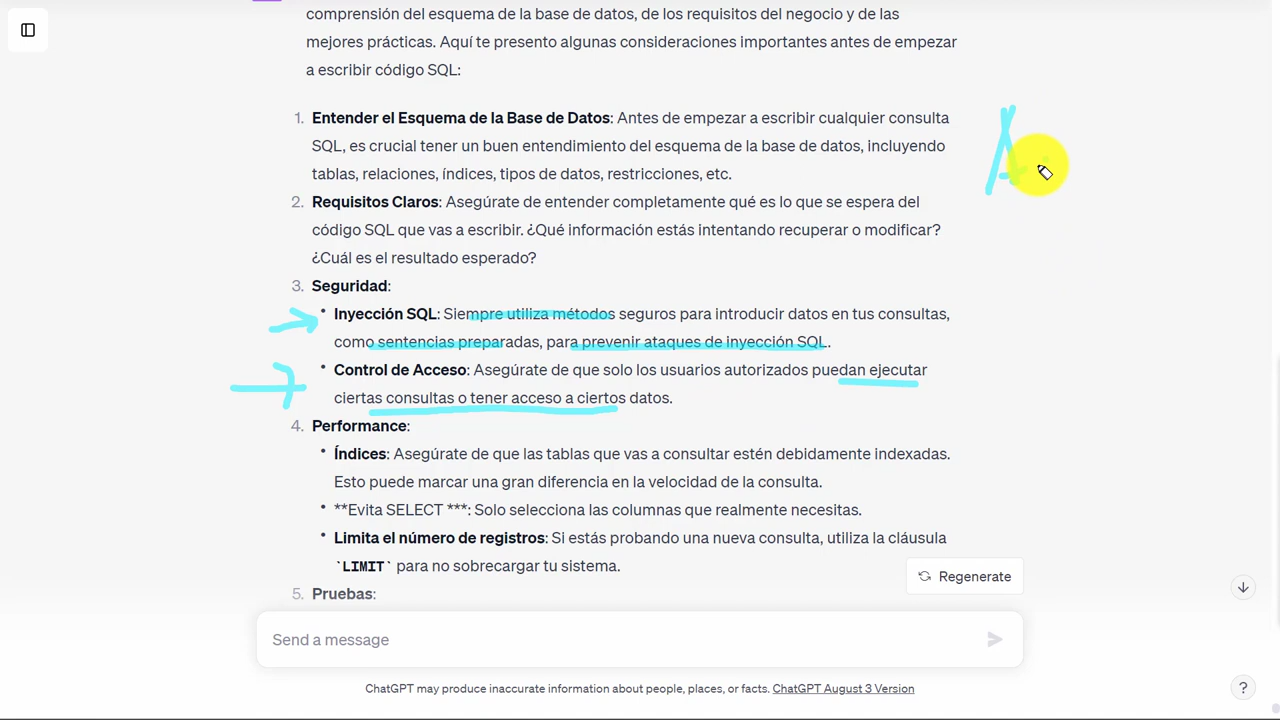 comprensión del esquema de la base de datos, de los requisitos del negocio y de las
mejores prácticas. Aquí te presento algunas consideraciones importantes antes de empezar
a escribir código SQL:
1. Entender el Esquema de la Base de Datos: Antes de empezar a escribir cualquier consulta
SQL, es crucial tener un buen entendimiento del esquema de la base de datos, incluyendo
tablas, relaciones, índices, tipos de datos, restricciones, etc.
2. Requisitos Claros: Asegúrate de entender completamente qué es lo que se espera del
código SQL que vas a escribir. ¿Qué información estás intentando recuperar o modificar?
¿Cuál es el resultado esperado?
3. Seguridad:
• Inyección SQL: Siempre utiliza métodos seguros para introducir datos en tus consultas,
como sentencias preparadas, para prevenir ataques de inyección SQL.
• Control de Acceso: Asegúrate de que solo los usuarios autorizados puedan ejecutar
ciertas consultas o tener acceso a ciertos datos.
4. Performance:
• Índices: Asegúrate de que las tablas que vas a consultar estén debidamente indexadas.
Esto puede marcar una gran diferencia en la velocidad de la consulta.
• **Evita SELECT ***: Solo selecciona las columnas que realmente necesitas.
• Limita el número de registros: Si estás probando una nueva consulta, utiliza la cláusula
`LIMIT` para no sobrecargar tu sistema.
Regenerate
5. Pruebas:
Send a message
ChatGPT may produce inaccurate information about people, places, or facts. ChatGPT August 3 Version
?